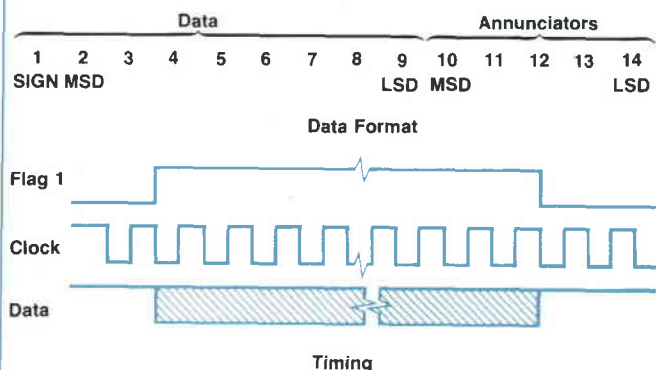 Data Annunciators
1 2 3 4 5 6 7 8 9 10 11 12 13 14
SIGN MSD LSD MSD LSD
Data Format
Flag 1
Clock
Data
Timing